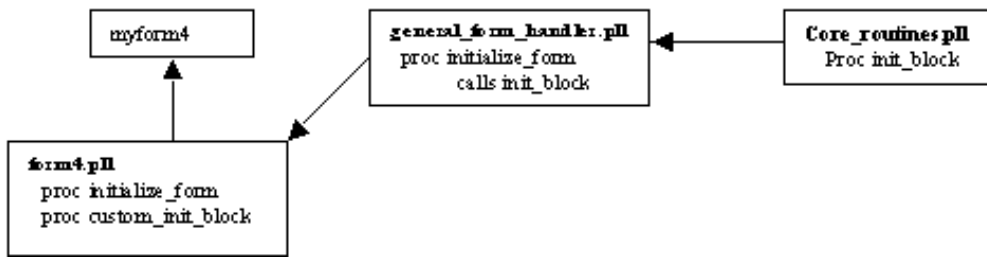 myform4
general_form_handler.pll
proc initialize_form
calls init_block
Core_routines pll
Proc init_block
form4.pll
proc initialize_form
proc custom_init_block